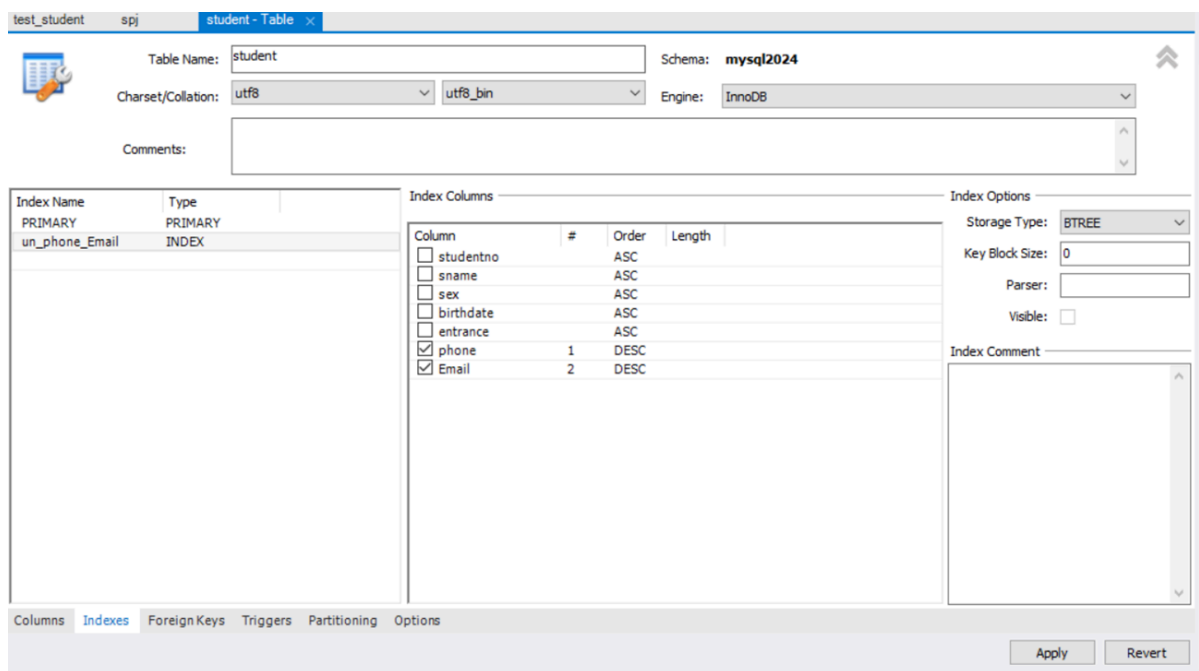 test_student spj student - Table ×
Table Name: student Schema: mysql2024
Charset/Collation: utf8 utf8_bin Engine: InnoDB
Comments:
Index Name Type
PRIMARY PRIMARY
un_phone_Email INDEX
Index Columns
Column # Order Length
studentno ASC
sname ASC
sex ASC
birthdate ASC
entrance ASC
phone 1 DESC
Email 2 DESC
Index Options
Storage Type: BTREE
Key Block Size: 0
Parser:
Visible:
Index Comment
Columns Indexes Foreign Keys Triggers Partitioning Options
Apply Revert